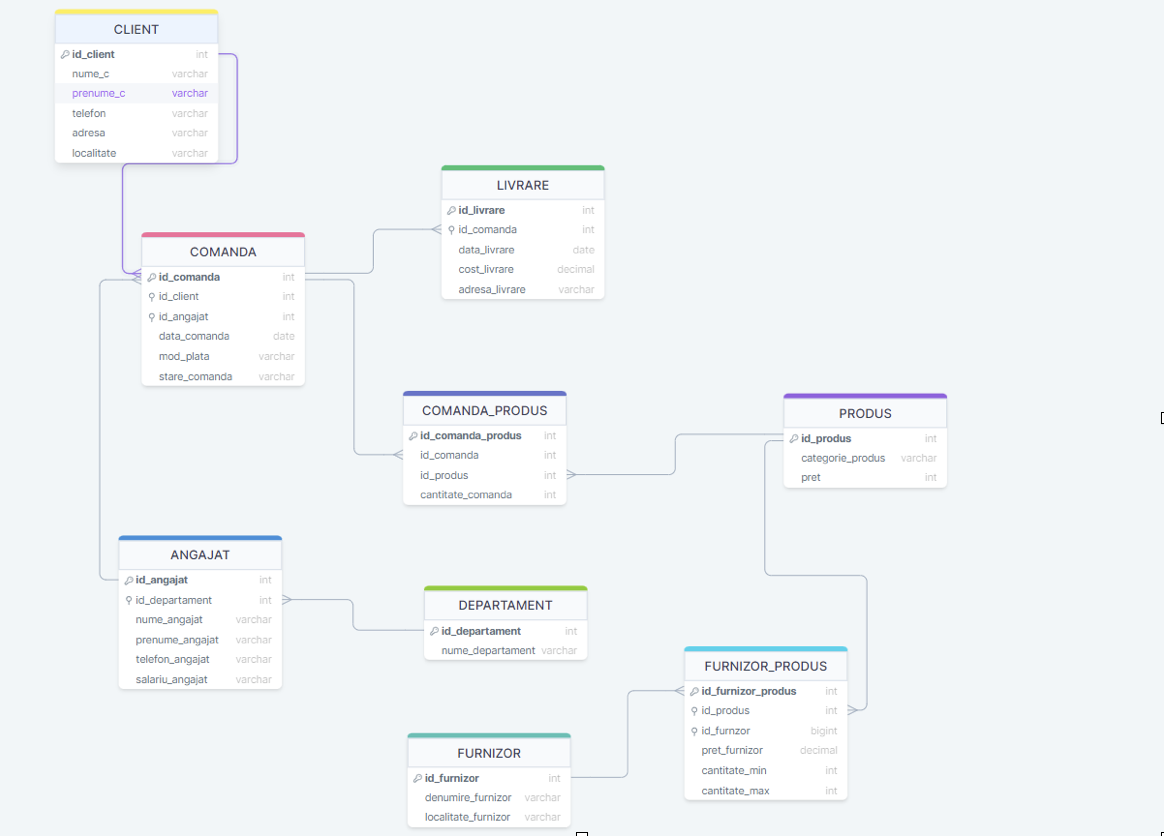 CLIENT
id_client int
nume_c varchar
prenume_c varchar
telefon varchar
adresa varchar
localitate varchar
LIVRARE
id_livrare int
id_comanda int
data_livrare date
cost_livrare decimal
adresa_livrare varchar
COMANDA
id_comanda int
id_client int
id_angajat int
data_comanda date
mod_plata varchar
stare_comanda varchar
COMANDA_PRODUS
id_comanda_produs int
id_comanda int
id_produs int
cantitate_comanda int
PRODUS
id_produs int
categorie_produs varchar
pret int
ANGAJAT
id_angajat int
id_departament int
nume_angajat varchar
prenume_angajat varchar
telefon_angajat varchar
salariu_angajat varchar
DEPARTAMENT
id_departament int
nume_departament varchar
FURNIZOR_PRODUS
id_furnizor_produs int
id_produs int
id_furnzor bigint
pret_furnizor decimal
cantitate_min int
cantitate_max int
FURNIZOR
id_furnizor int
denumire_furnizor varchar
localitate_furnizor varchar